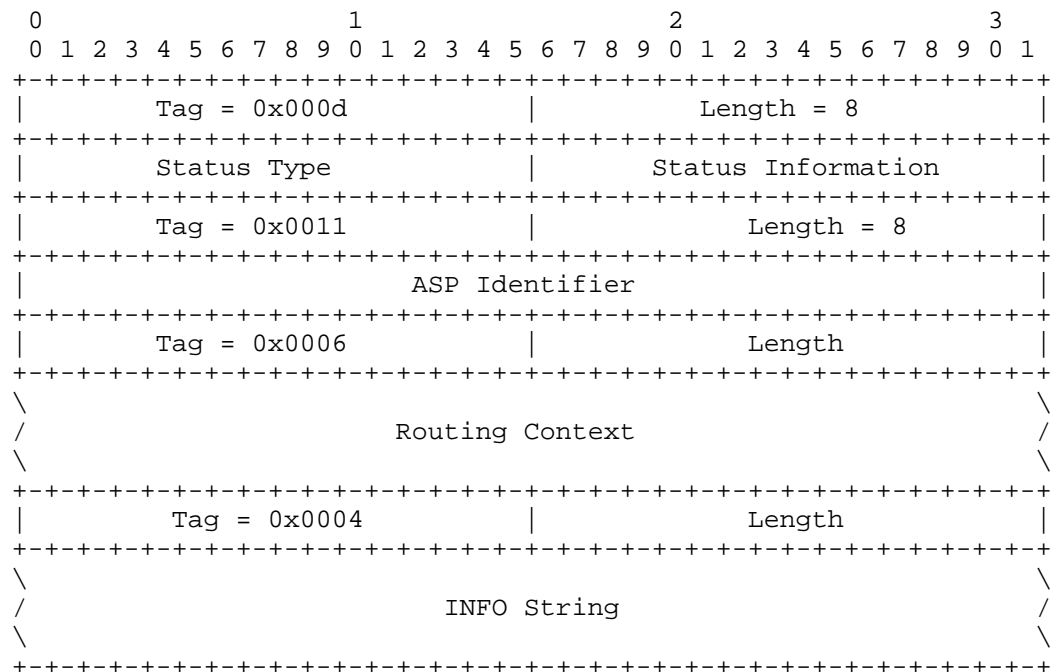 0                   1                   2                   3
0 1 2 3 4 5 6 7 8 9 0 1 2 3 4 5 6 7 8 9 0 1 2 3 4 5 6 7 8 9 0 1
+-+-+-+-+-+-+-+-+-+-+-+-+-+-+-+-+-+-+-+-+-+-+-+-+-+-+-+-+-+-+-+-+
|        Tag = 0x000d           |          Length = 8           |
+-+-+-+-+-+-+-+-+-+-+-+-+-+-+-+-+-+-+-+-+-+-+-+-+-+-+-+-+-+-+-+-+
|        Status Type            |       Status Information      |
+-+-+-+-+-+-+-+-+-+-+-+-+-+-+-+-+-+-+-+-+-+-+-+-+-+-+-+-+-+-+-+-+
|        Tag = 0x0011           |             Length = 8        |
+-+-+-+-+-+-+-+-+-+-+-+-+-+-+-+-+-+-+-+-+-+-+-+-+-+-+-+-+-+-+-+-+
|                        ASP Identifier                         |
+-+-+-+-+-+-+-+-+-+-+-+-+-+-+-+-+-+-+-+-+-+-+-+-+-+-+-+-+-+-+-+-+
|        Tag = 0x0006           |             Length            |
+-+-+-+-+-+-+-+-+-+-+-+-+-+-+-+-+-+-+-+-+-+-+-+-+-+-+-+-+-+-+-+-+
\                                                               \
/                       Routing Context                         /
\                                                               \
+-+-+-+-+-+-+-+-+-+-+-+-+-+-+-+-+-+-+-+-+-+-+-+-+-+-+-+-+-+-+-+-+
|         Tag = 0x0004          |             Length            |
+-+-+-+-+-+-+-+-+-+-+-+-+-+-+-+-+-+-+-+-+-+-+-+-+-+-+-+-+-+-+-+-+
\                                                               \
/                          INFO String                          /
\                                                               \
+-+-+-+-+-+-+-+-+-+-+-+-+-+-+-+-+-+-+-+-+-+-+-+-+-+-+-+-+-+-+-+-+